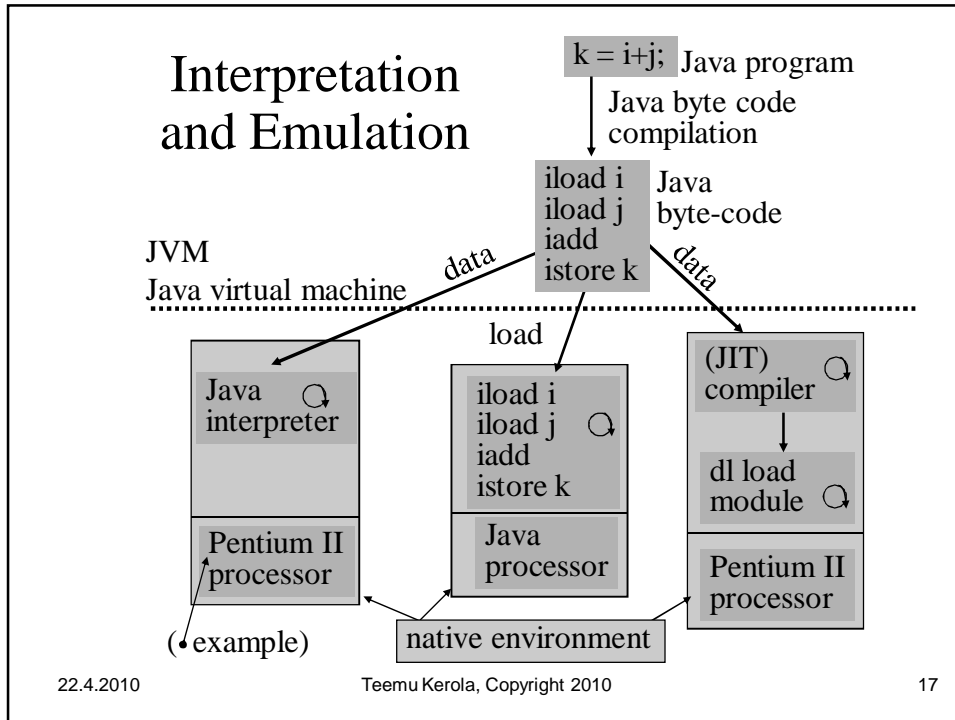 Interpretation
and Emulation
k = i+j;
Java program
Java byte code
compilation
iload i
iload j
iadd
istore k
Java
byte-code
JVM
Java virtual machine
data
data
load
Java
interpreter
Pentium II
processor
iload i
iload j
iadd
istore k
Java
processor
(JIT)
compiler
dl load
module
Pentium II
processor
( example)
native environment
22.4.2010
Teemu Kerola, Copyright 2010
17